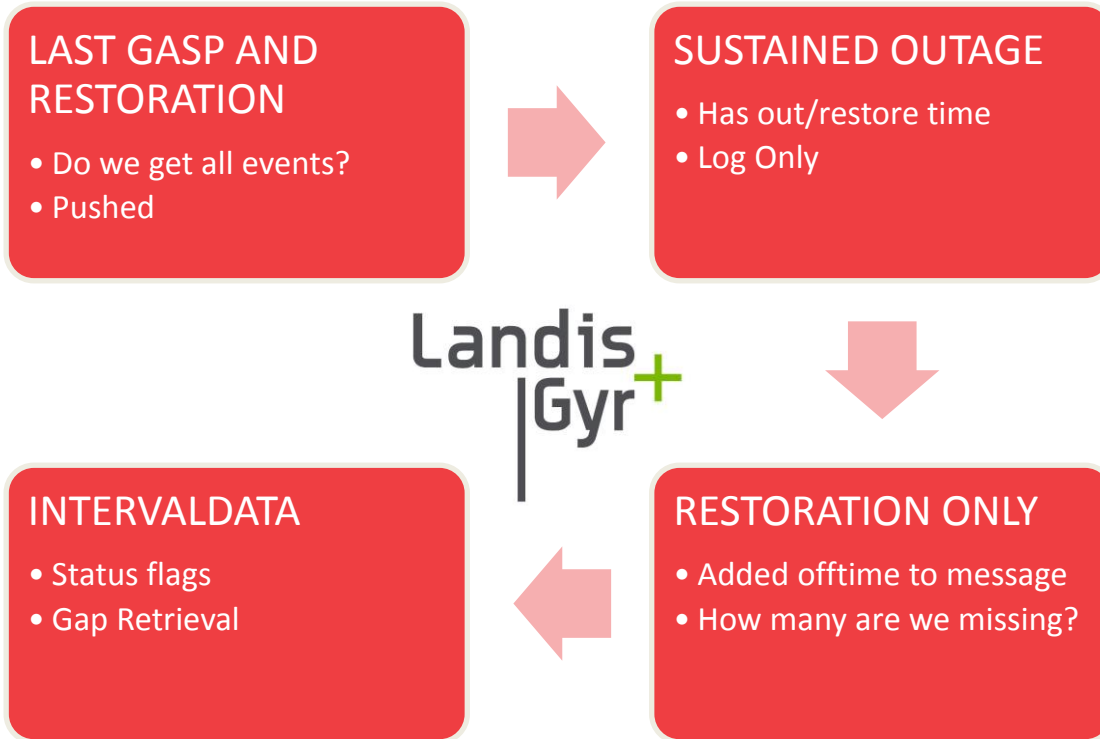 LAST GASP AND
RESTORATION
• Do we get all events?
• Pushed
SUSTAINED OUTAGE
• Has out/restore time
• Log Only
Landis
Gyr+
INTERVALDATA
• Status flags
• Gap Retrieval
RESTORATION ONLY
• Added offtime to message
• How many are we missing?